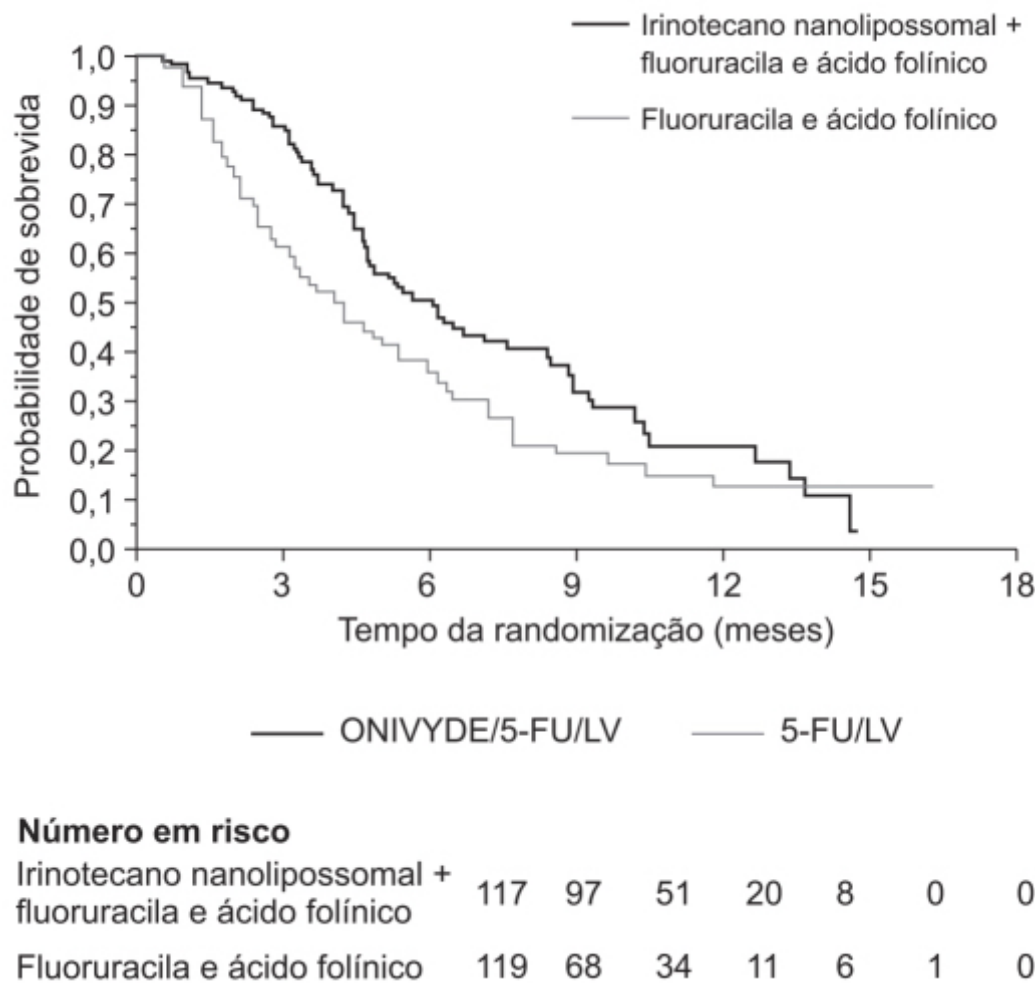 Irinotecano nanolipossomal +
fluoruracila e ácido folínico
Fluoruracila e ácido folínico
Probabilidade de sobrevida
1,0
0,9
0,8
0,7
0,6
0,5
0,4
0,3
0,2
0,1
0,0
0 3 6 9 12 15 18
Tempo da randomização (meses)
ONIVYDE/5-FU/LV 5-FU/LV
Número em risco
Irinotecano nanolipossomal +
fluoruracila e ácido folínico 117 97 51 20 8 0 0
Fluoruracila e ácido folínico 119 68 34 11 6 1 0